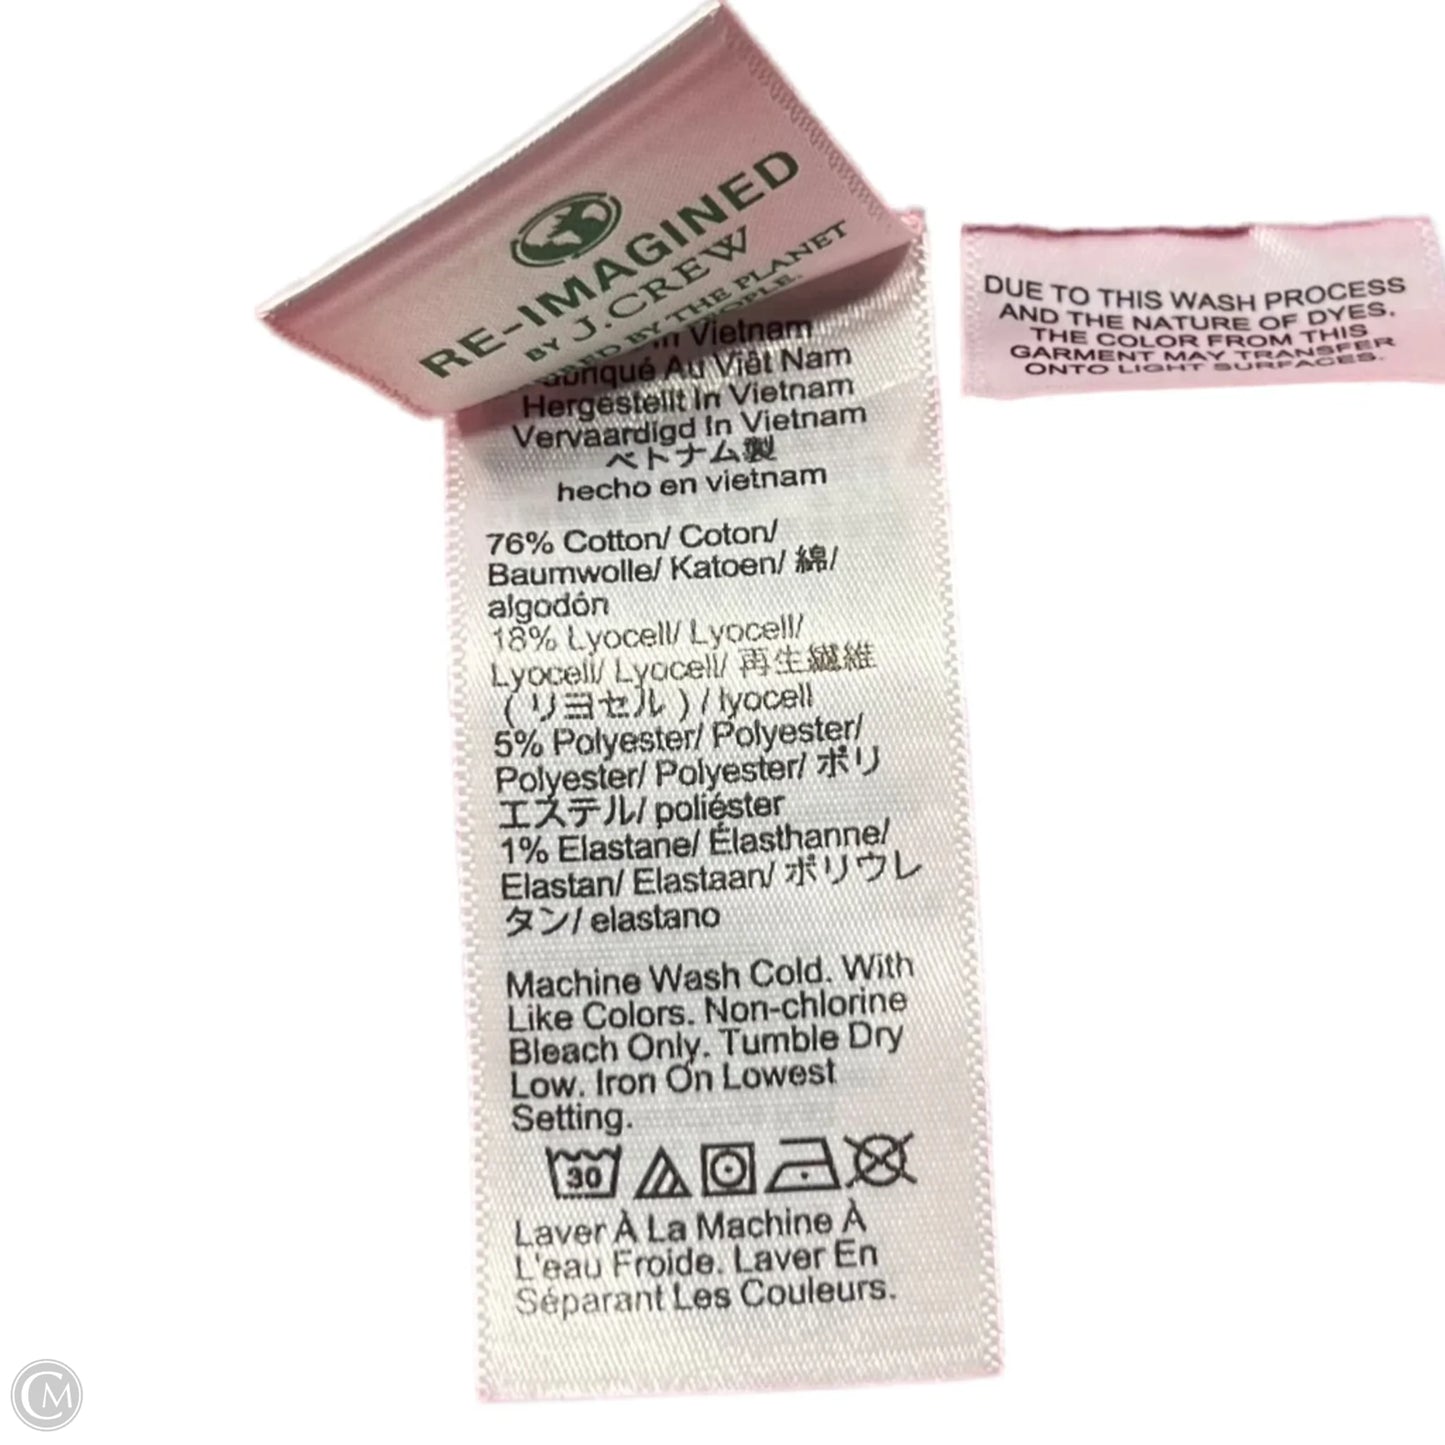 RE-IMAGINED
BY J.CREW
BY THE PLANET
Vietnam
Au Việt Nam
Hergestellt In Vietnam
Vervaardigd In Vietnam
ベトナム製
hecho en vietnam
76% Cotton/ Coton/
Baumwolle/ Katoen/ 綿/
algodón
18% Lyocell/ Lyocell/
Lyocell/ Lyocell/ 再生繊維
(リヨセル) / lyocell
5% Polyester/ Polyester/
Polyester/ Polyester/ ポリ
エステル/ poliéster
1% Elastane/ Élasthanne/
Elastan/ Elastaan/ ポリウレ
タン/ elastano
Machine Wash Cold. With
Like Colors. Non-chlorine
Bleach Only. Tumble Dry
Low. Iron On Lowest
Setting.
30
Laver À La Machine À
L'eau Froide. Laver En
Séparant Les Couleurs.
DUE TO THIS WASH PROCESS
AND THE NATURE OF DYES,
THE COLOR FROM THIS
GARMENT MAY TRANSFER
ONTO LIGHT SURFACES.
CM